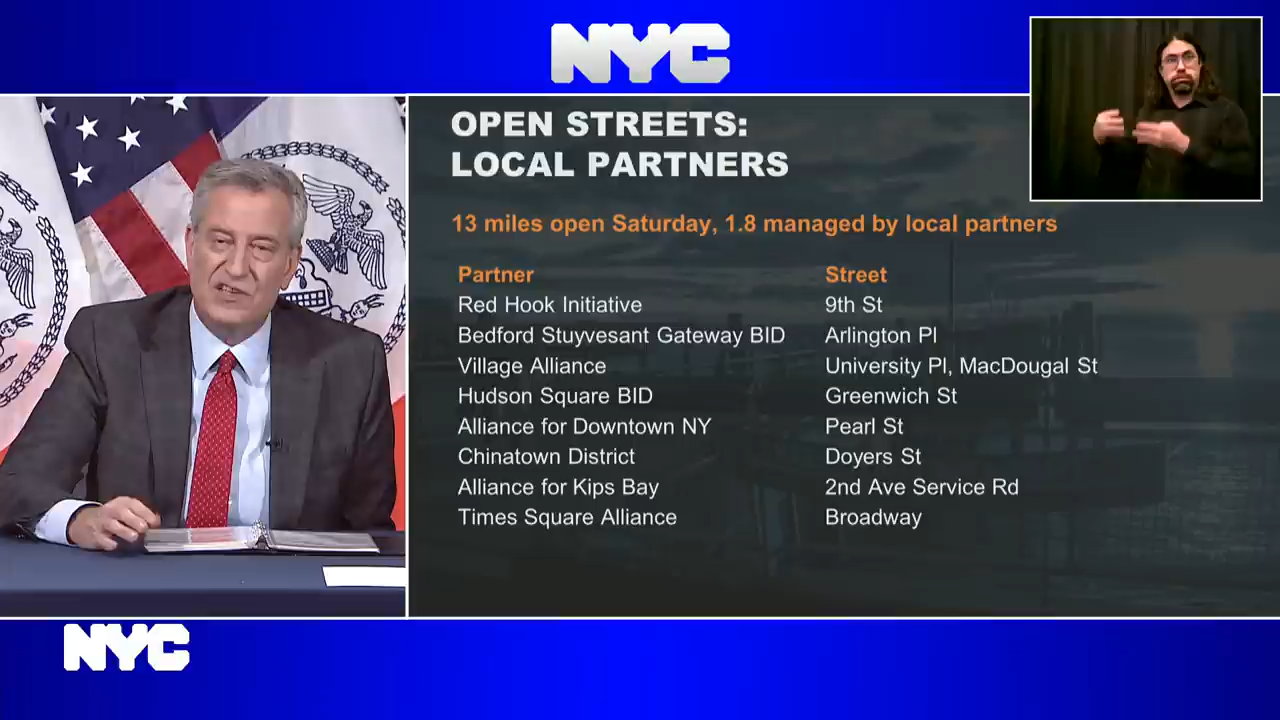 NYC
OPEN STREETS:
LOCAL PARTNERS
13 miles open Saturday, 1.8 managed by local partners
Partner Street
Red Hook Initiative 9th St
Bedford Stuyvesant Gateway BID Arlington Pl
Village Alliance University Pl, MacDougal St
Hudson Square BID Greenwich St
Alliance for Downtown NY Pearl St
Chinatown District Doyers St
Alliance for Kips Bay 2nd Ave Service Rd
Times Square Alliance Broadway
NYC